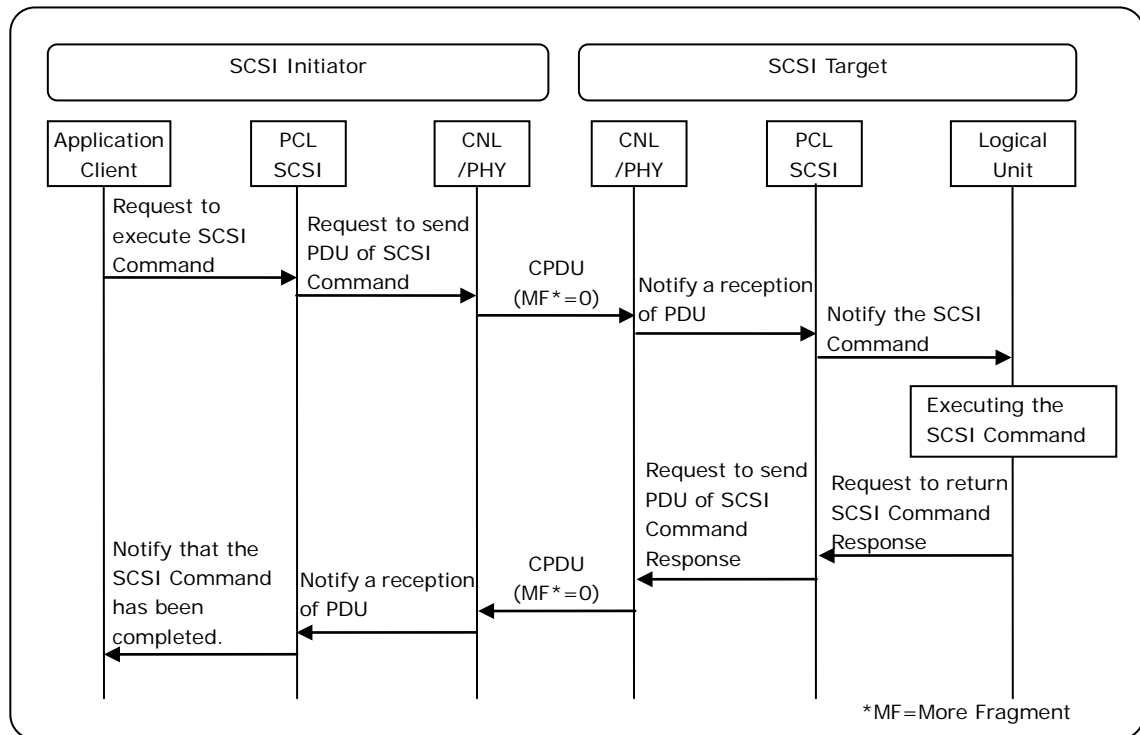 SCSI Initiator
SCSI Target
Application
Client
PCL
SCSI
CNL
/PHY
CNL
/PHY
PCL
SCSI
Logical
Unit
Request to
execute SCSI
Command
Request to send
PDU of SCSI
Command
CPDU
(MF*=0)
Notify a reception
of PDU
Notify the SCSI
Command
Executing the
SCSI Command
Request to return
SCSI Command
Response
Request to send
PDU of SCSI
Command
Response
CPDU
(MF*=0)
Notify a reception
of PDU
Notify that the
SCSI Command
has been
completed.
*MF=More Fragment